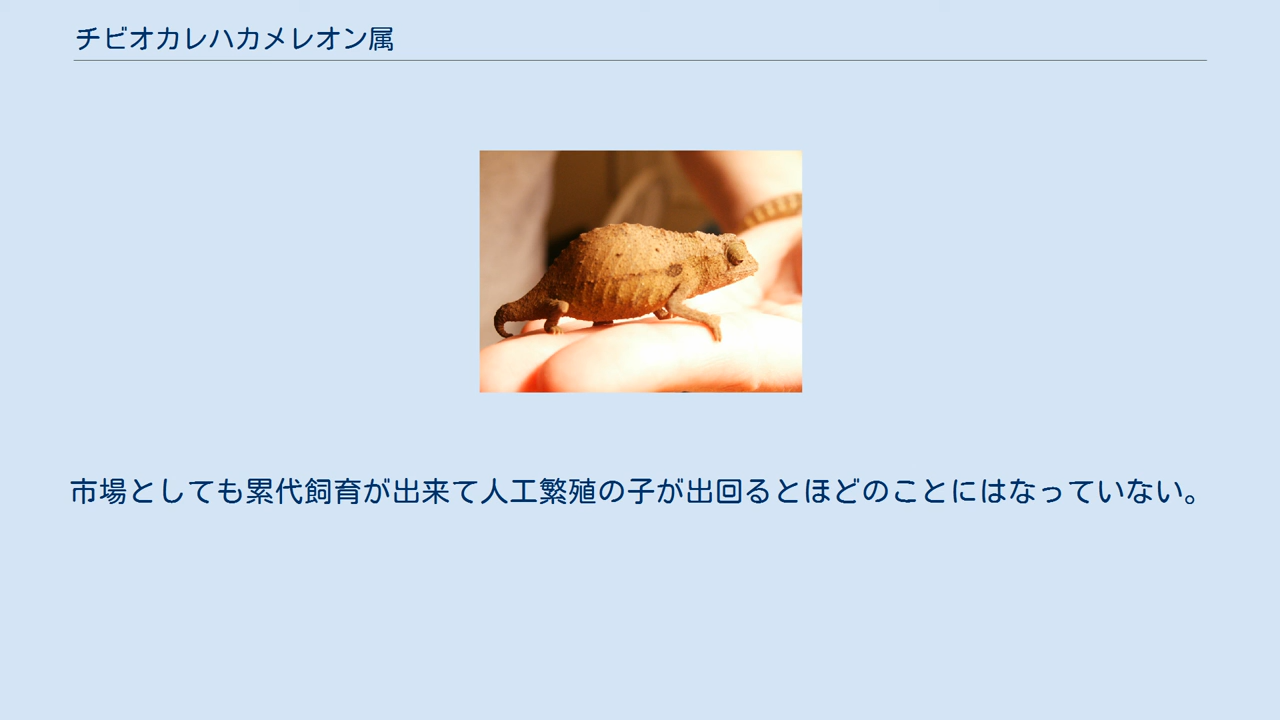 チビオカレハカメレオン属
市場としても累代飼育が出来て人工繁殖の子が出回るとほどのことにはなっていない。